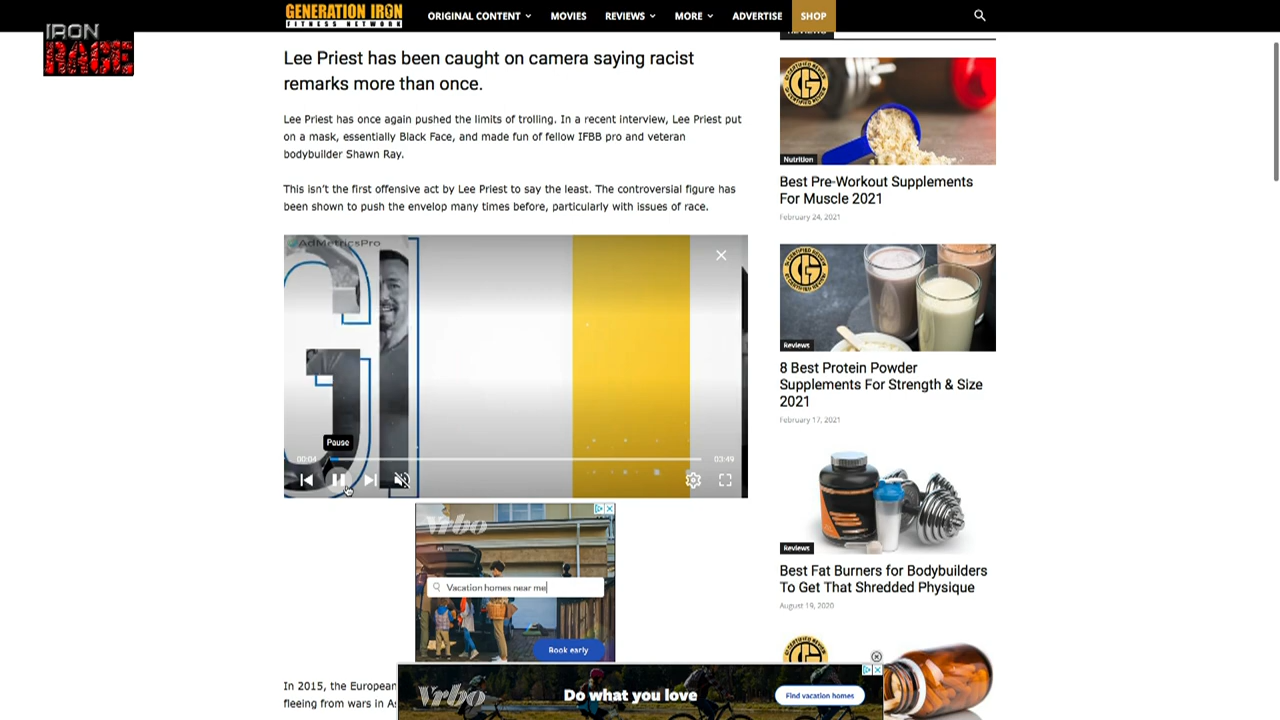 IRON
RAGE
GENERATION IRON
FITNESS NETWORK
ORIGINAL CONTENT
MOVIES
REVIEWS
MORE
ADVERTISE
SHOP
Lee Priest has been caught on camera saying racist
remarks more than once.
Lee Priest has once again pushed the limits of trolling. In a recent interview, Lee Priest put
on a mask, essentially Black Face, and made fun of fellow IFBB pro and veteran
bodybuilder Shawn Ray.
This isn't the first offensive act by Lee Priest to say the least. The controversial figure has
been shown to push the envelop many times before, particularly with issues of race.
AdMetricsPro
GI
Pause
00:04
03:49
Vrbo
Vacation homes near me
Book early
In 2015, the European
fleeing from wars in As
Vrbo
Do what you love
Find vacation homes
REVIEWS
Nutrition
Best Pre-Workout Supplements
For Muscle 2021
February 24, 2021
Reviews
8 Best Protein Powder
Supplements For Strength & Size
2021
February 17, 2021
Reviews
Best Fat Burners for Bodybuilders
To Get That Shredded Physique
August 19, 2020